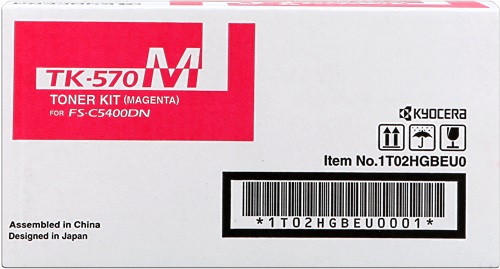 TK-570 M
TONER KIT (MAGENTA)
FOR FS-C5400DN
KYOCERA
Item No.1T02HGBEU0
*1T02HGBEU0001*
Assembled in China
Designed in Japan